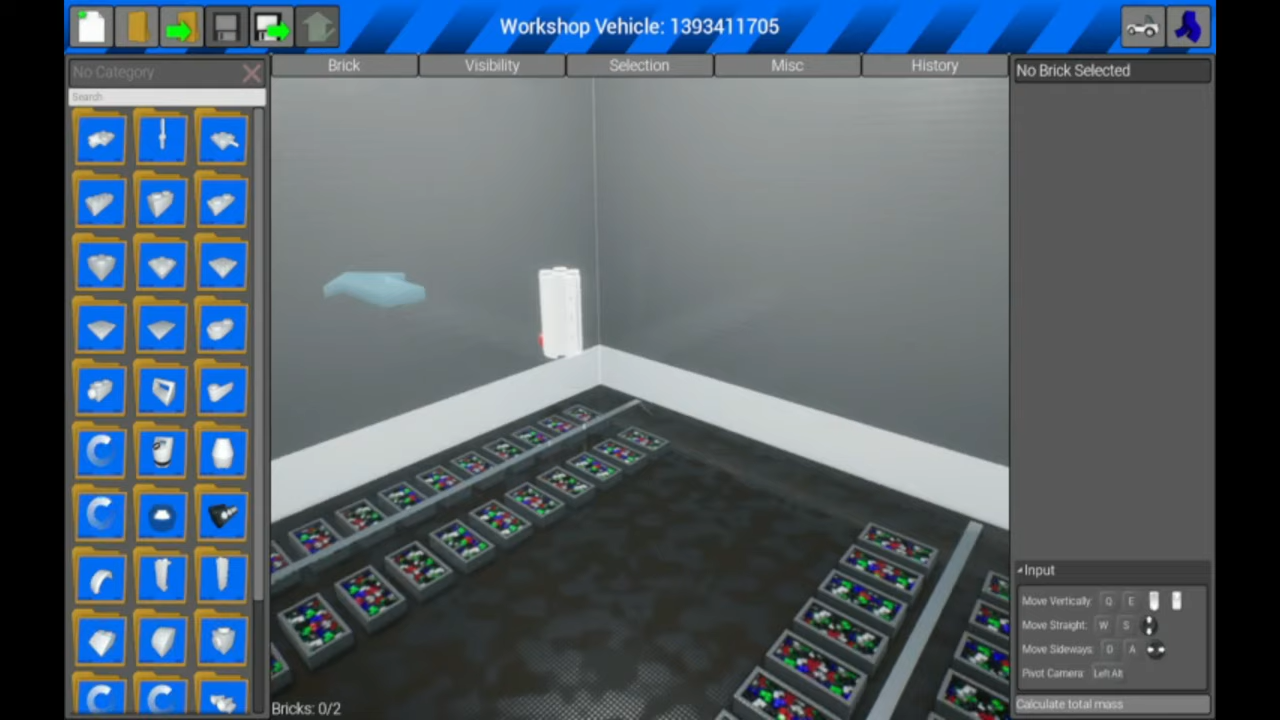 Workshop Vehicle: 1393411705
No Category
Search
Brick
Visibility
Selection
Misc
History
No Brick Selected
Bricks: 0/2
Input
Move Vertically: Q E
Move Straight: W S
Move Sideways: D A
Pivot Camera: Left Alt
Calculate total mass